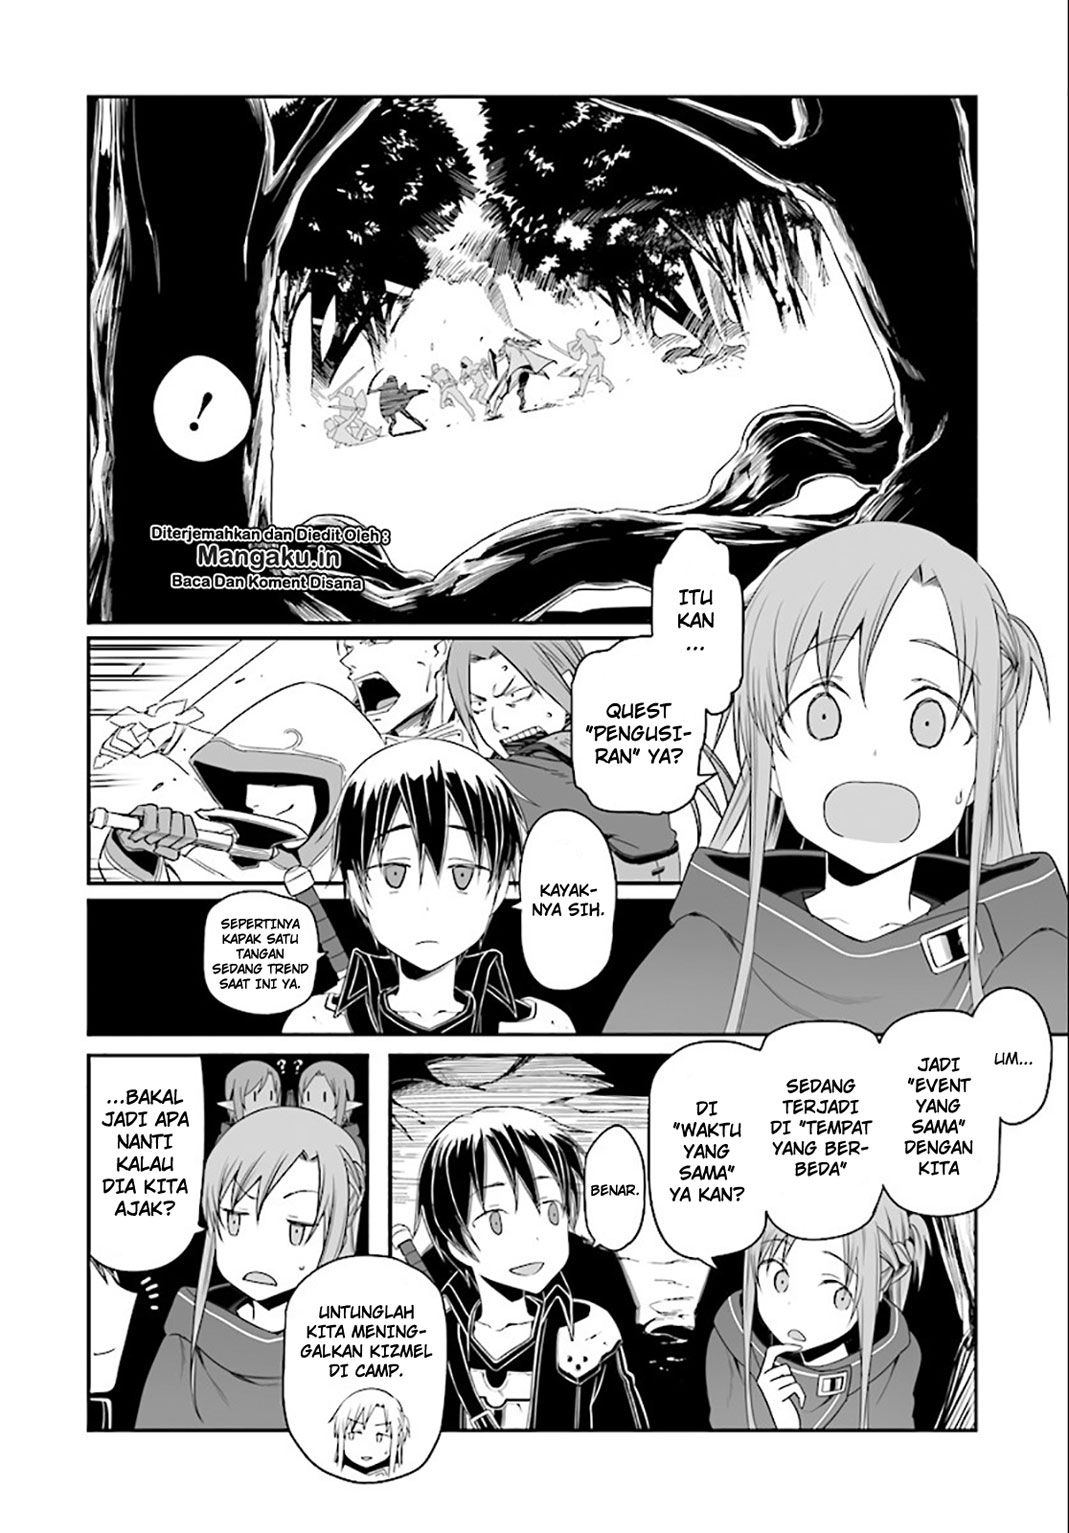 !
Diterjemahkan dan Diedit Oleh :
Mangaku.in
Baca Dan Koment Disana
ITU
KAN
...
QUEST
"PENGUSI-
RAN" YA?
KAYAK-
NYA SIH.
SEPERTINYA
KAPAK SATU
TANGAN
SEDANG TREND
SAAT INI YA.
UM...
JADI
"EVENT
YANG
SAMA"
DENGAN
KITA
SEDANG
TERJADI
DI "TEMPAT
YANG BER-
BEDA"
DI
"WAKTU
YANG
SAMA"
YA KAN?
BENAR.
...BAKAL
JADI APA
NANTI
KALAU
DIA KITA
AJAK?
? ?
UNTUNGLAH
KITA MENING-
GALKAN KIZMEL
DI CAMP.